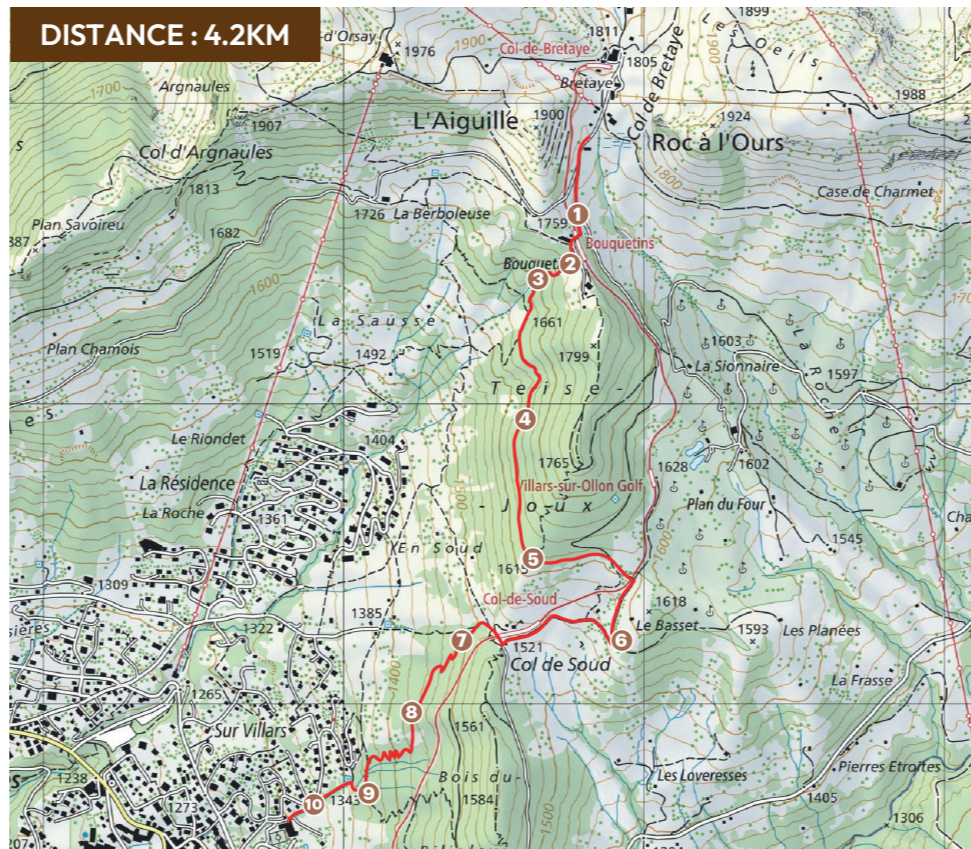 DISTANCE : 4.2KM
-d'Orsay
1976
1900
Col-de-Bretaye
1811
1805
Bretaye
Col de Bretaye
1900
Les Oeils
1899
1988
1700
Argnaules
1907
Col d'Argnaules
L'Aiguille
1900
1924
Roc à l'Ours
1800
Case de Charmet
1813
Plan Savoireu
1682
1726
La Berboleuse
1759
1
Bouquetins
2
Bouquet
3
1600
1661
La Sausse
1519
1492
Plan Chamois
1799
1603
La Sionnaire
La Roche
1597
Teise-
4
Le Riondet
1404
La Résidence
La Roche
1361
1500
1765
Villars-sur-Ollon Golf
-Joux
1628
1602
Plan du Four
1545
En Soud
1309
5
1615
1600
Col-de-Soud
1385
1322
7
1521
Col de Soud
6
1618
Le Basset
1593
Les Planées
La Frasse
1265
1400
Sur Villars
8
1561
1238
1273
1343
9
10
Bois du-
1584
1500
Les Loveresses
1405
Pierres Etroites
1306